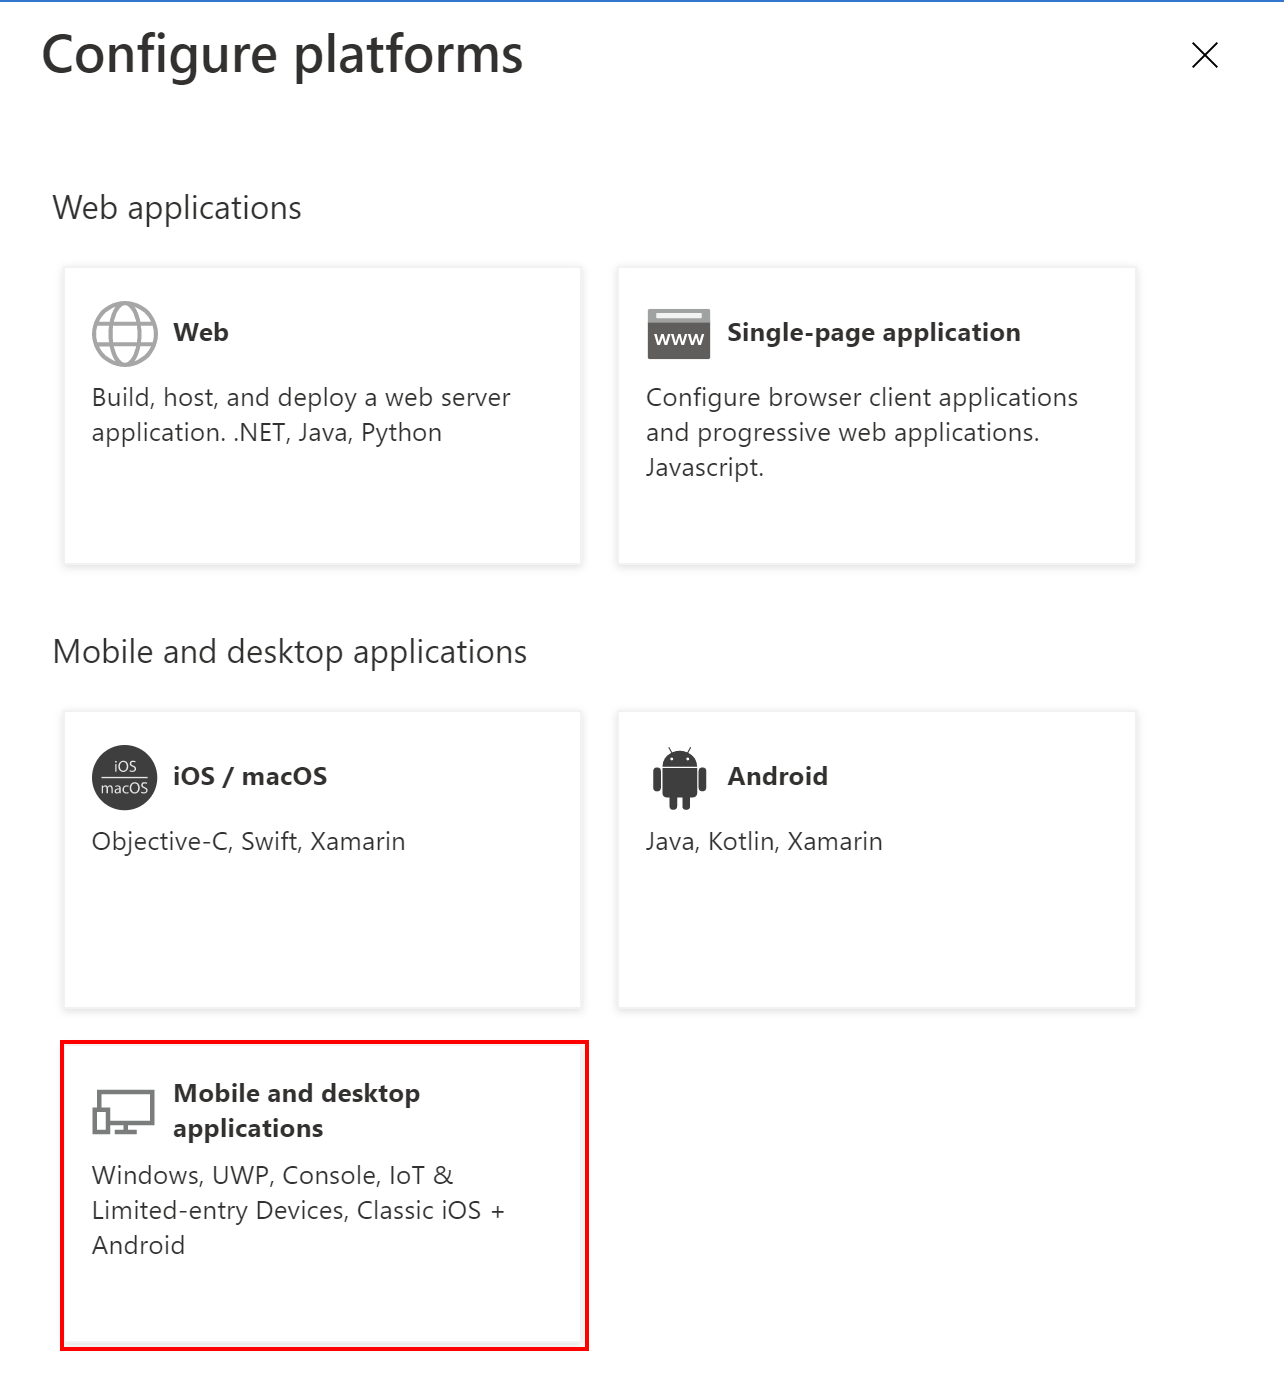 Configure platforms
Web applications
Web
Build, host, and deploy a web server
application. .NET, Java, Python
www
Single-page application
Configure browser client applications
and progressive web applications.
Javascript.
Mobile and desktop applications
iOS
macOS
iOS / macOS
Objective-C, Swift, Xamarin
Android
Java, Kotlin, Xamarin
Mobile and desktop
applications
Windows, UWP, Console, IoT &
Limited-entry Devices, Classic iOS +
Android